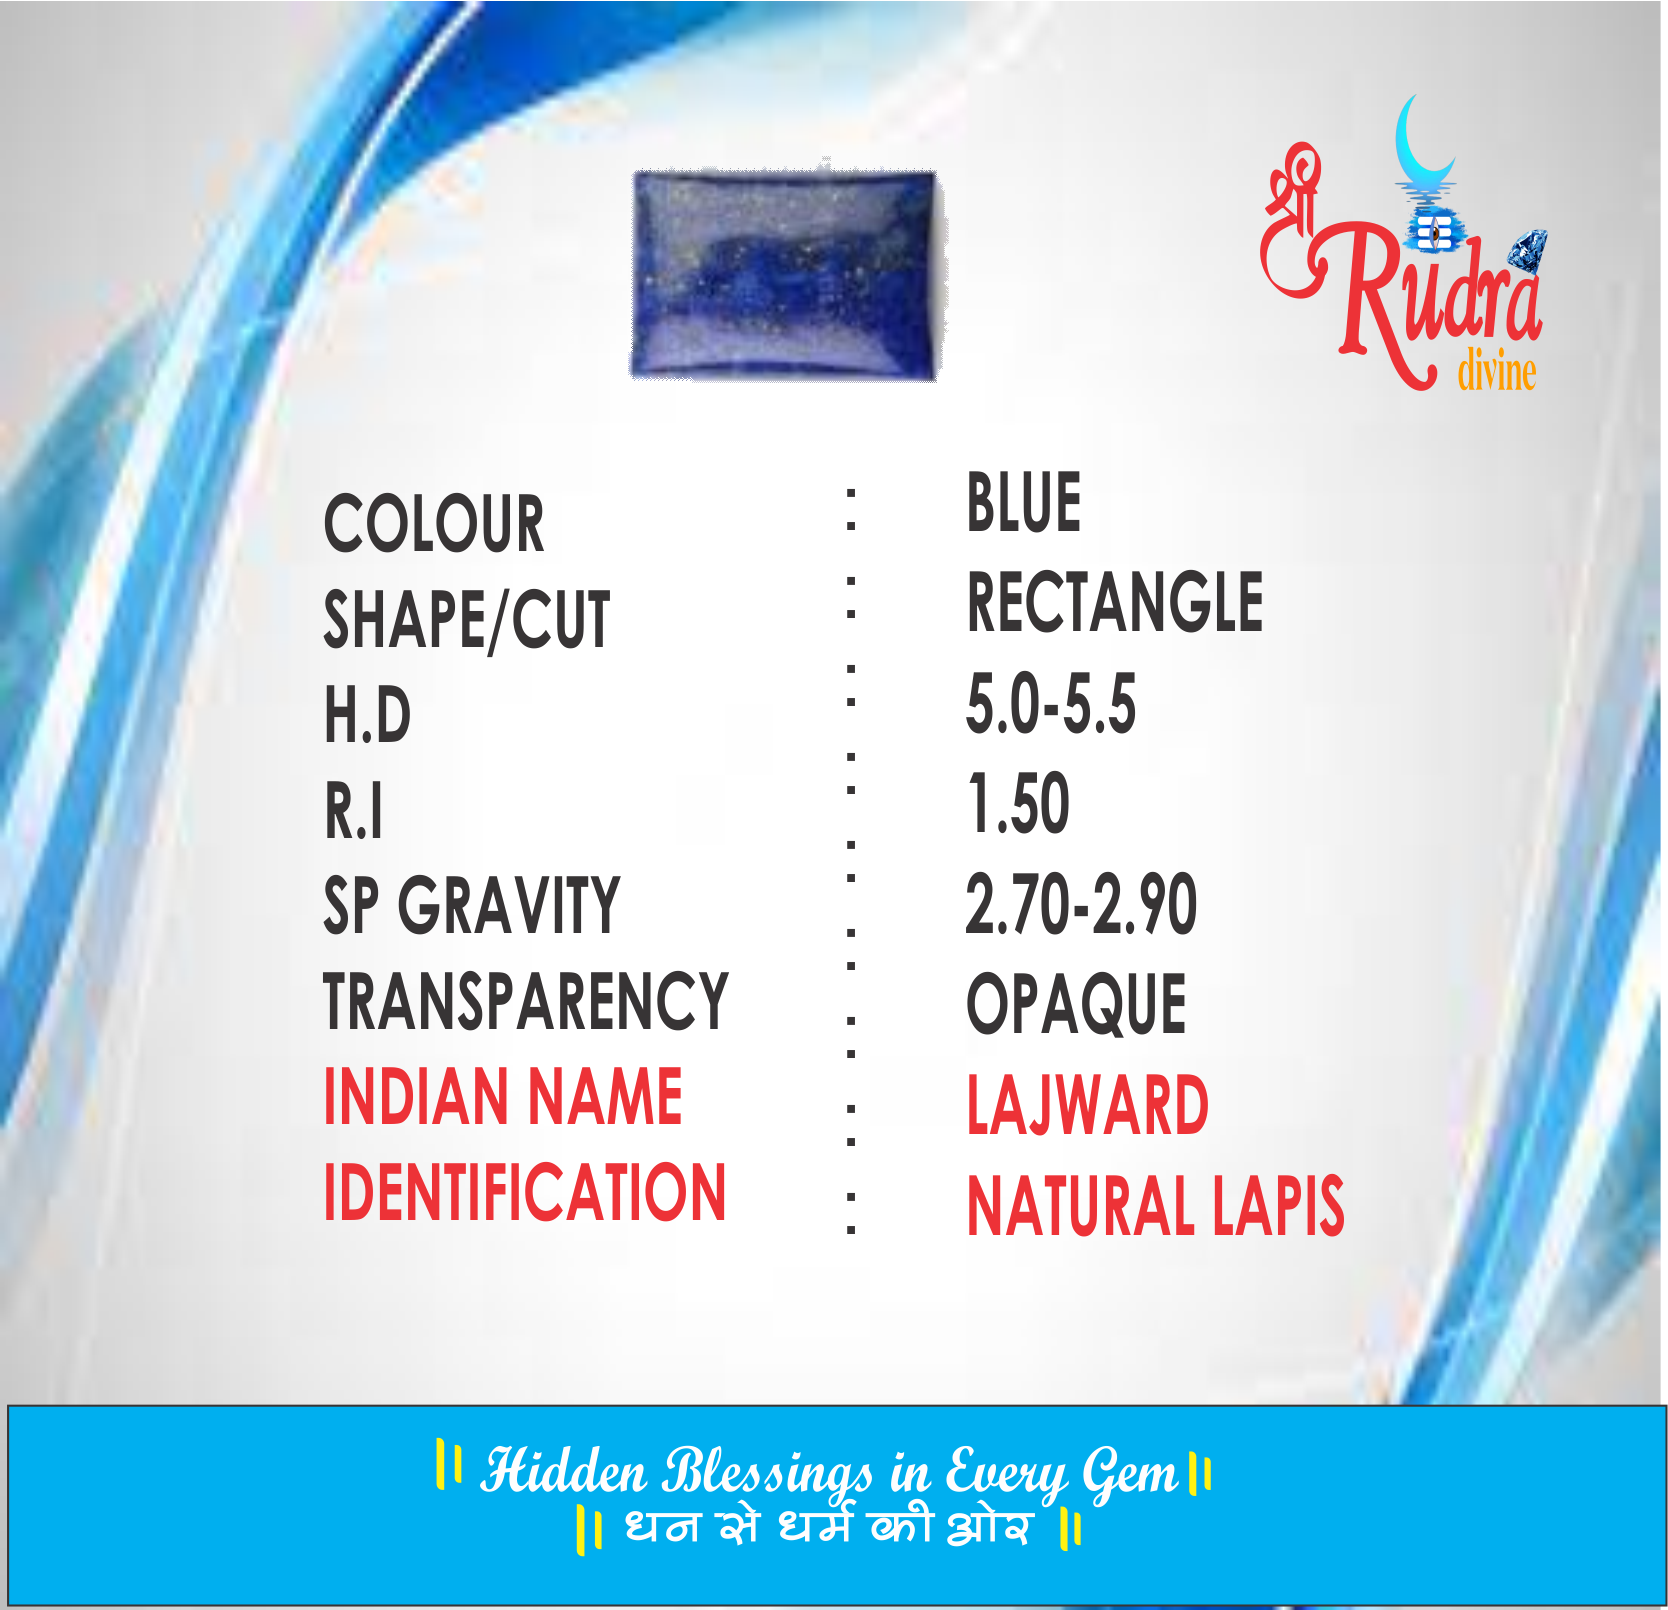 श्री Rudra
divine
COLOUR : BLUE
SHAPE/CUT : RECTANGLE
H.D : 5.0-5.5
R.I : 1.50
SP GRAVITY : 2.70-2.90
TRANSPARENCY : OPAQUE
INDIAN NAME : LAJWARD
IDENTIFICATION : NATURAL LAPIS
|| Hidden Blessings in Every Gem ||
|| धन से धर्म की ओर ||